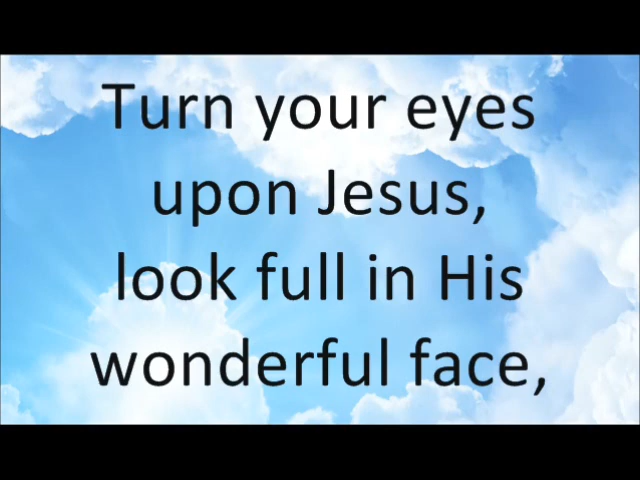 Turn your eyes
upon Jesus,
look full in His
wonderful face,